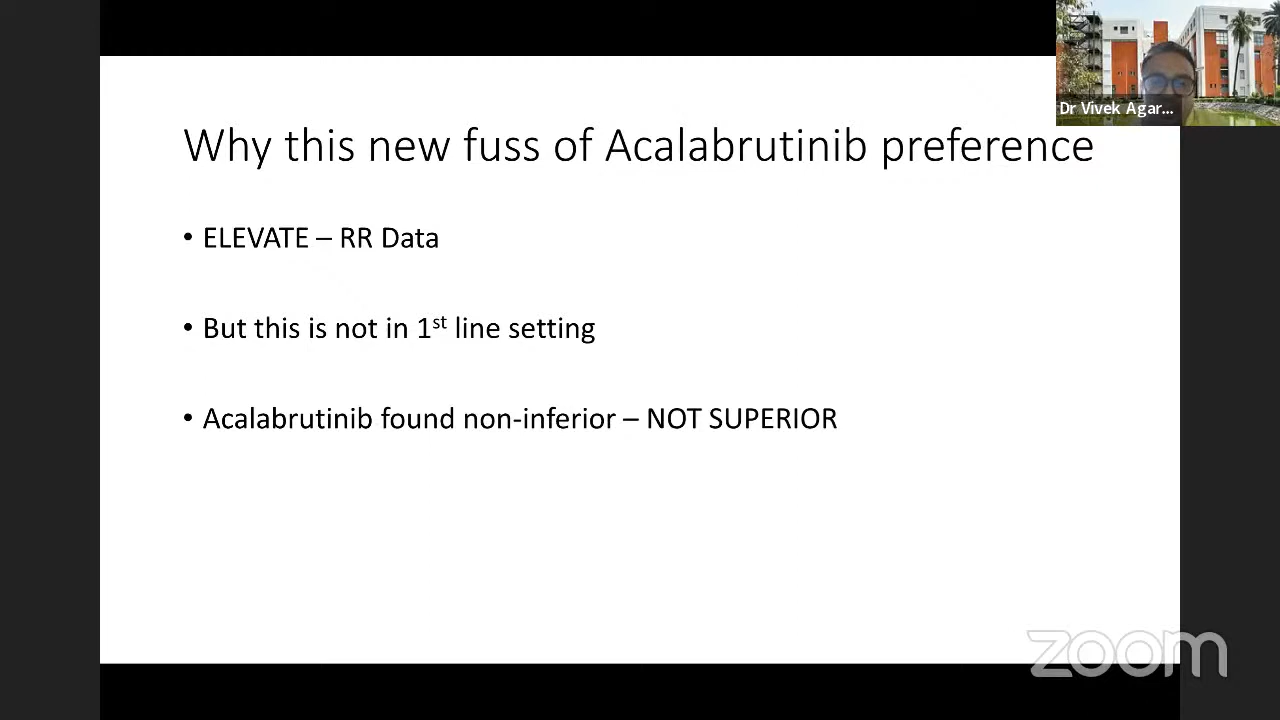 Dr Vivek Agar...
Why this new fuss of Acalabrutinib preference
• ELEVATE – RR Data
• But this is not in 1st line setting
• Acalabrutinib found non-inferior – NOT SUPERIOR
zoom